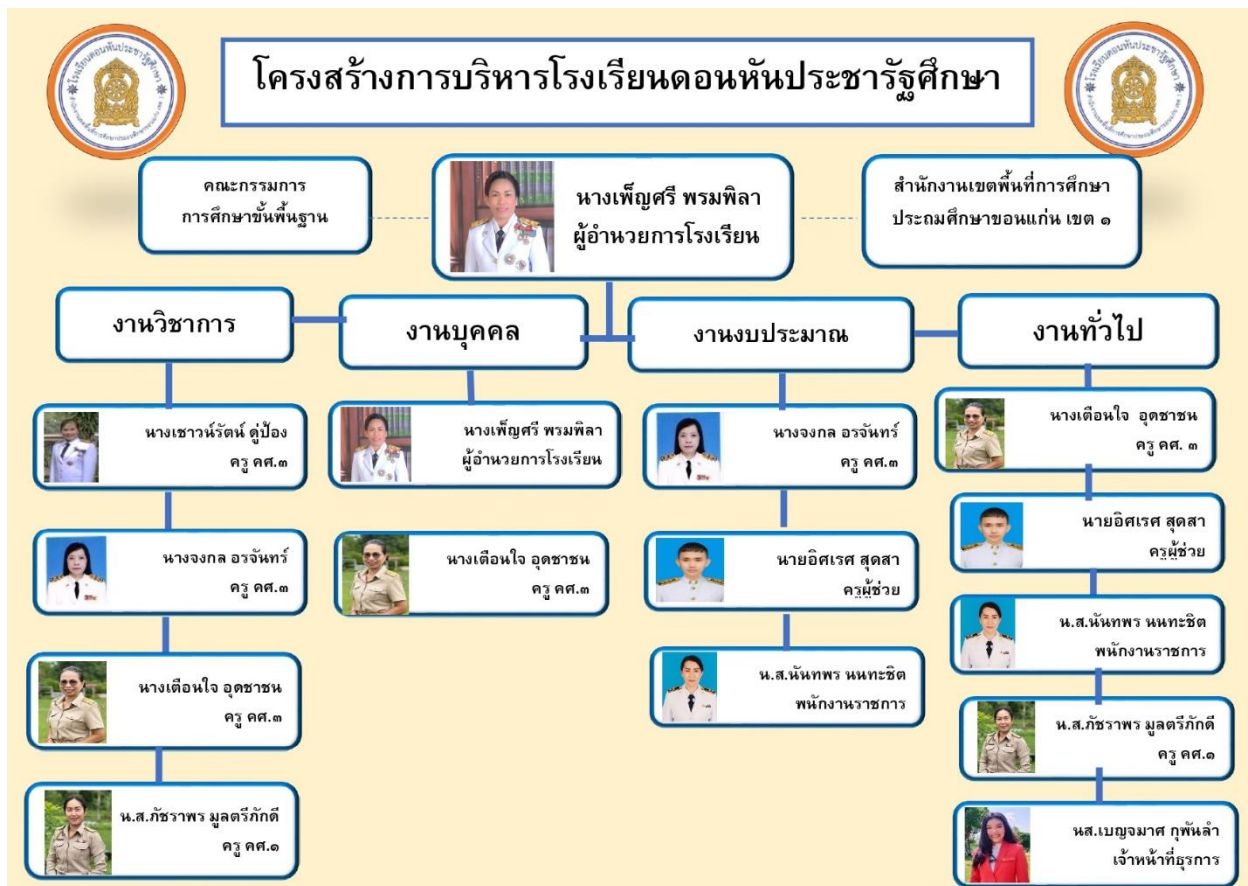 โครงสร้างการบริหารโรงเรียนดอนหันประชารัฐศึกษา
คณะกรรมการ
การศึกษาขั้นพื้นฐาน
นางเพ็ญศรี พรมพิลา
ผู้อำนวยการโรงเรียน
สำนักงานเขตพื้นที่การศึกษา
ประถมศึกษาขอนแก่น เขต ๑
งานวิชาการ
งานบุคคล
งานงบประมาณ
งานทั่วไป
นางเชาวน์รัตน์ ดู่ป้อง
ครู คศ.๓
นางจงกล อรจันทร์
ครู คศ.๓
นางเตือนใจ อุดชาชน
ครู คศ.๓
น.ส.ภัชราพร มูลตรีภักดี
ครู คศ.๑
นางเพ็ญศรี พรมพิลา
ผู้อำนวยการโรงเรียน
นางเตือนใจ อุดชาชน
ครู คศ.๓
นางจงกล อรจันทร์
ครู คศ.๓
นายอิศเรศ สุดสา
ครูผู้ช่วย
น.ส.นันทพร นนทะชิต
พนักงานราชการ
นางเตือนใจ อุดชาชน
ครู คศ. ๓
นายอิศเรศ สุดสา
ครูผู้ช่วย
น.ส.นันทพร นนทะชิต
พนักงานราชการ
น.ส.ภัชราพร มูลตรีภักดี
ครู คศ.๑
นส.เบญจมาศ กุพันลำ
เจ้าหน้าที่ธุรการ